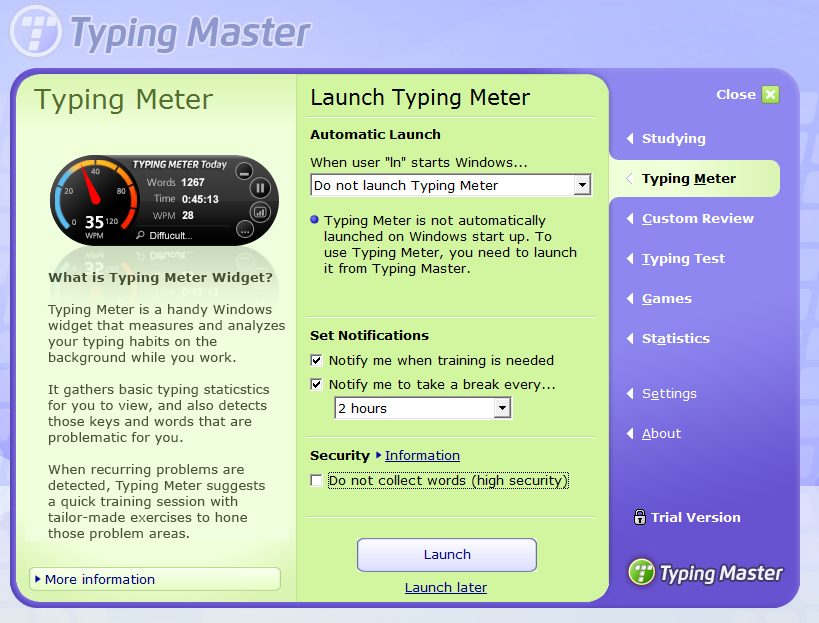 Typing Master
Typing Meter
TYPING METER Today
Words 1267
Time 0:45:13
WPM 28
Difficult...
0
20
40
80
120
35
WPM
...
What is Typing Meter Widget?
Typing Meter is a handy Windows
widget that measures and analyzes
your typing habits on the
background while you work.
It gathers basic typing staticstics
for you to view, and also detects
those keys and words that are
problematic for you.
When recurring problems are
detected, Typing Meter suggests
a quick training session with
tailor-made exercises to hone
those problem areas.
More information
Launch Typing Meter
Automatic Launch
When user "ln" starts Windows...
Do not launch Typing Meter
Typing Meter is not automatically
launched on Windows start up. To
use Typing Meter, you need to launch
it from Typing Master.
Set Notifications
Notify me when training is needed
Notify me to take a break every...
2 hours
Security Information
Do not collect words (high security)
Launch
Launch later
Close
Studying
Typing Meter
Custom Review
Typing Test
Games
Statistics
Settings
About
Trial Version
Typing Master